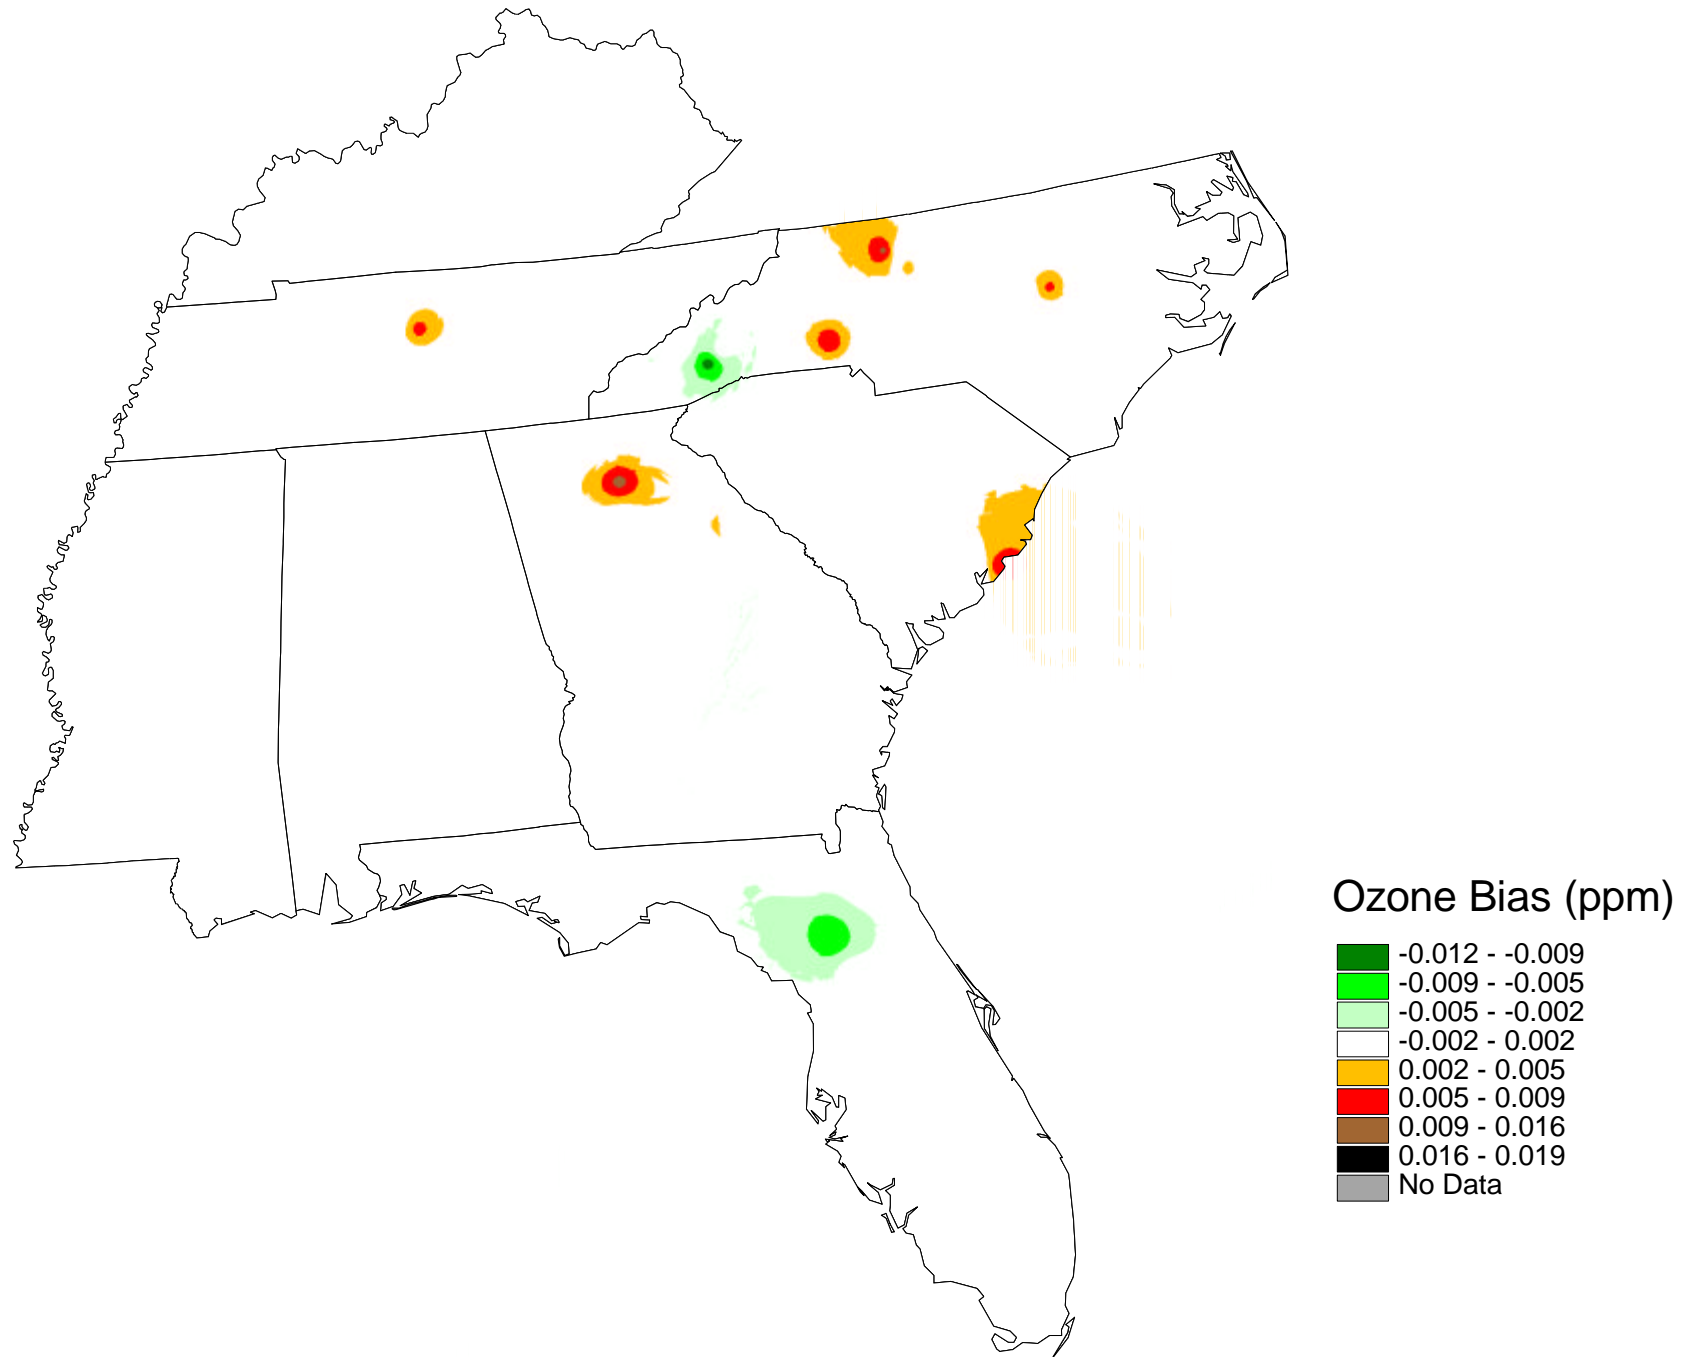 Ozone Bias (ppm)
-0.012 - -0.009
-0.009 - -0.005
-0.005 - -0.002
-0.002 - 0.002
0.002 - 0.005
0.005 - 0.009
0.009 - 0.016
0.016 - 0.019
No Data